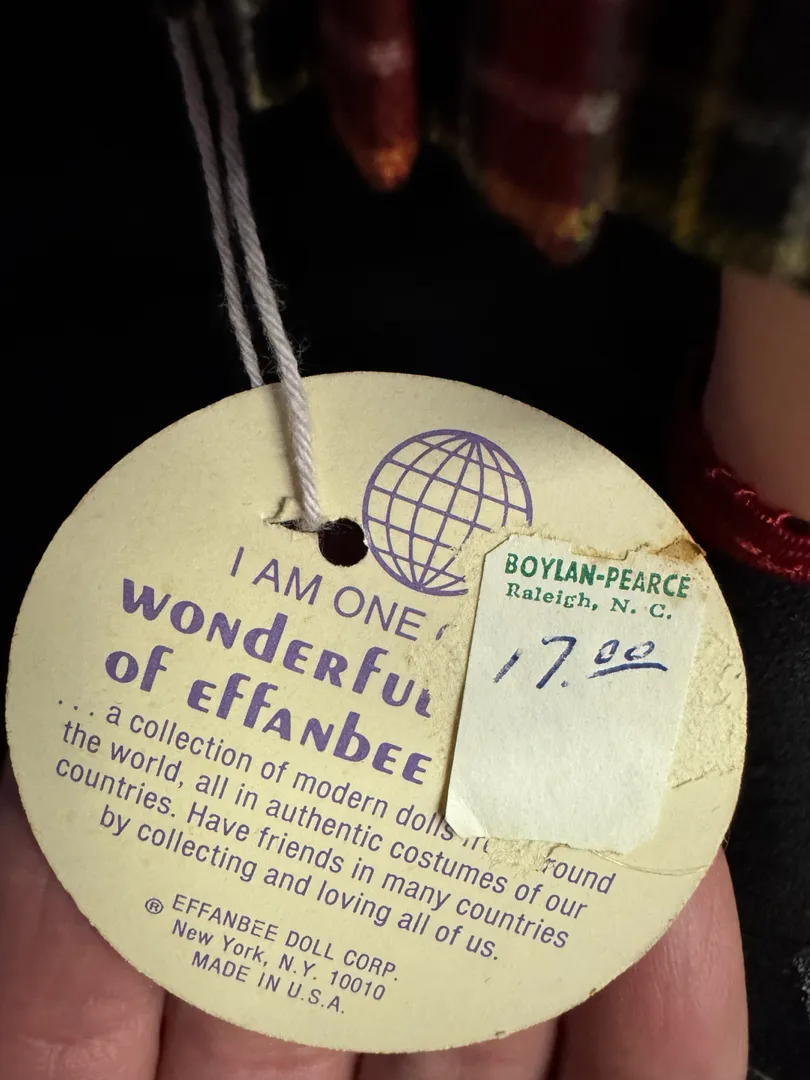 I AM ONE
WONDERFUL
OF EFFANBEE
... a collection of modern dolls round
the world, all in authentic costumes of our
countries. Have friends in many countries
by collecting and loving all of us.
® EFFANBEE DOLL CORP.
New York, N.Y. 10010
MADE IN U.S.A.
BOYLAN-PEARCE
Raleigh, N. C.
17.00